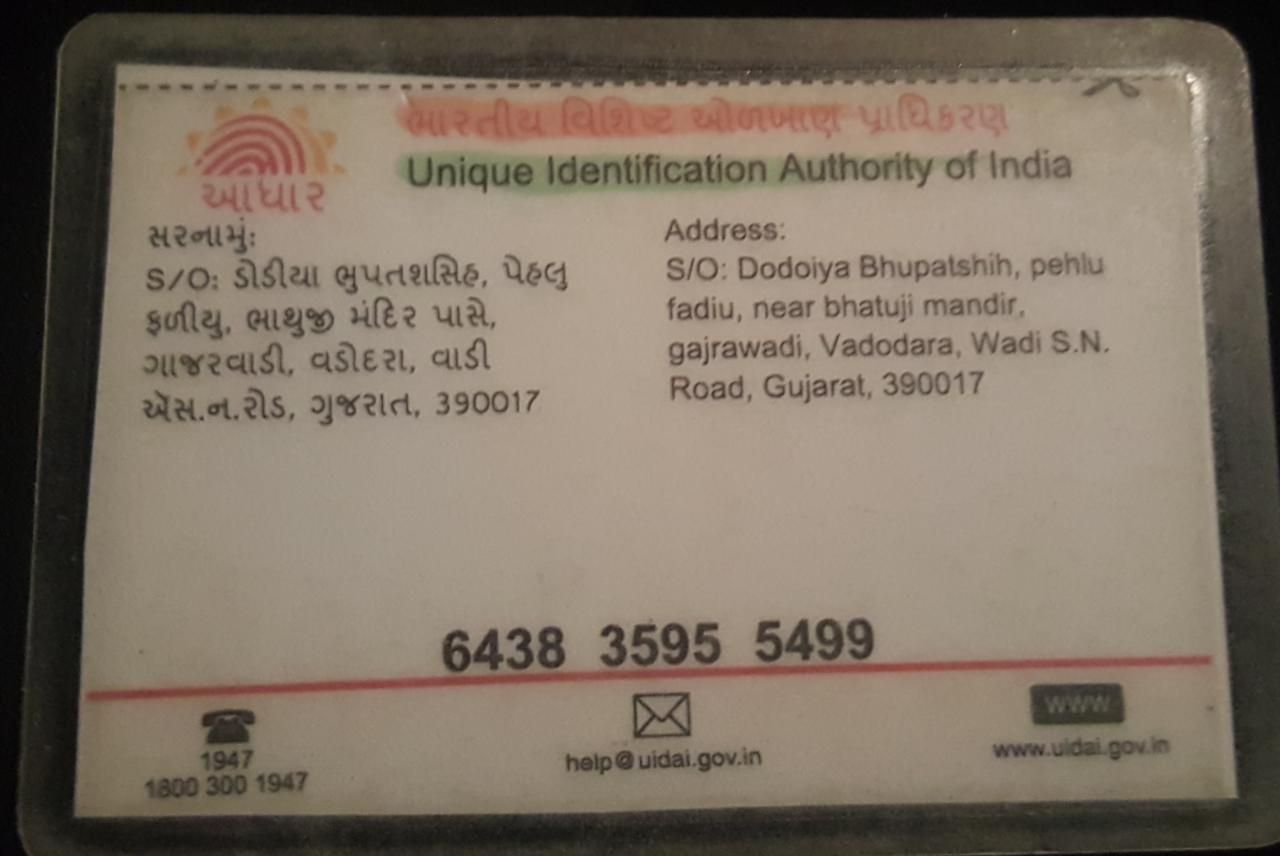 ભારતીય વિશિષ્ટ ઓળખાણ પ્રાધિકરણ
Unique Identification Authority of India
આધાર
સરનામું:
S/O: ડોડીયા ભુપતશસિહ, પેહલુ
ફળીયુ, ભાથુજી મંદિર પાસે,
ગાજરવાડી, વડોદરા, વાડી
ઍસ.ન.રોડ, ગુજરાત, 390017
Address:
S/O: Dodoiya Bhupatshih, pehlu
fadiu, near bhatuji mandir,
gajrawadi, Vadodara, Wadi S.N.
Road, Gujarat, 390017
6438 3595 5499
1947
1800 300 1947
help@uidai.gov.in
www
www.uidai.gov.in